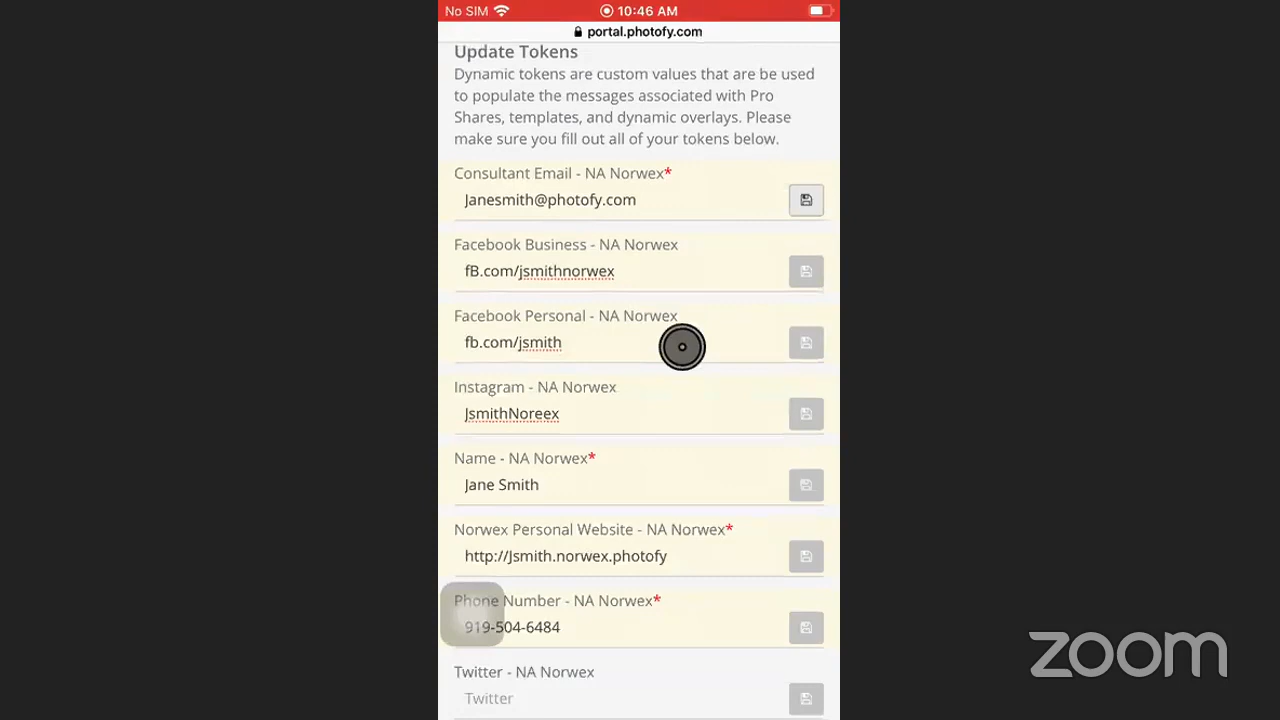 No SIM 10:46 AM
portal.photofy.com
Update Tokens
Dynamic tokens are custom values that are be used
to populate the messages associated with Pro
Shares, templates, and dynamic overlays. Please
make sure you fill out all of your tokens below.
Consultant Email - NA Norwex*
Janesmith@photofy.com
Facebook Business - NA Norwex
fB.com/jsmithnorwex
Facebook Personal - NA Norwex
fb.com/jsmith
Instagram - NA Norwex
JsmithNoreex
Name - NA Norwex*
Jane Smith
Norwex Personal Website - NA Norwex*
http://Jsmith.norwex.photofy
Phone Number - NA Norwex*
919-504-6484
Twitter - NA Norwex
Twitter
zoom